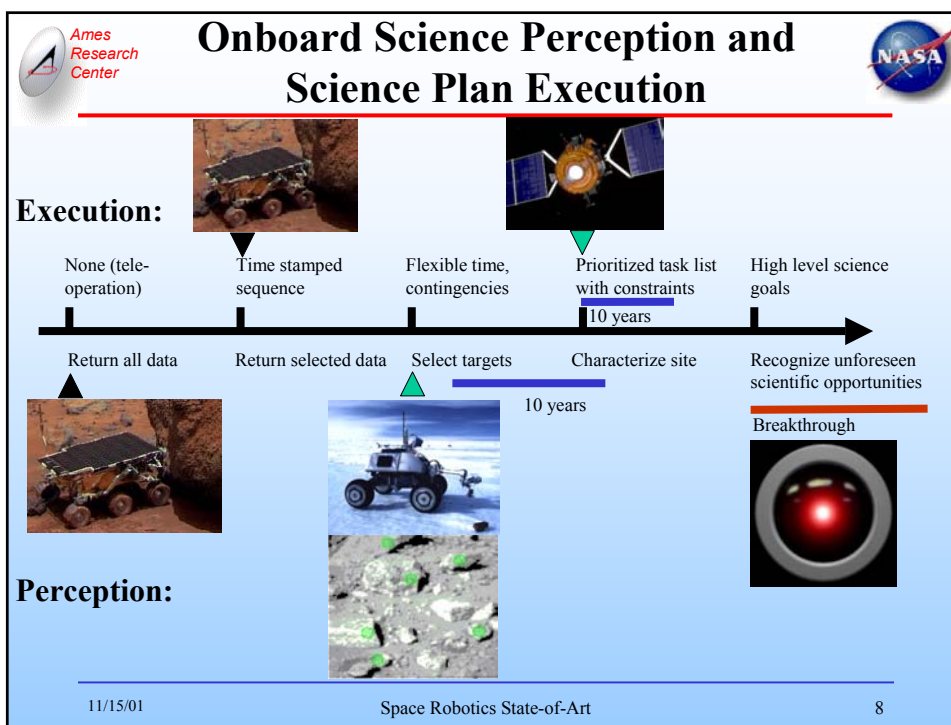 Ames
Research
Center
Onboard Science Perception and
Science Plan Execution
NASA
Execution:
None (tele-
operation)
Time stamped
sequence
Flexible time,
contingencies
Prioritized task list
with constraints
High level science
goals
10 years
Return all data
Return selected data
Select targets
Characterize site
Recognize unforeseen
scientific opportunities
10 years
Breakthrough
Perception:
11/15/01
Space Robotics State-of-Art
8